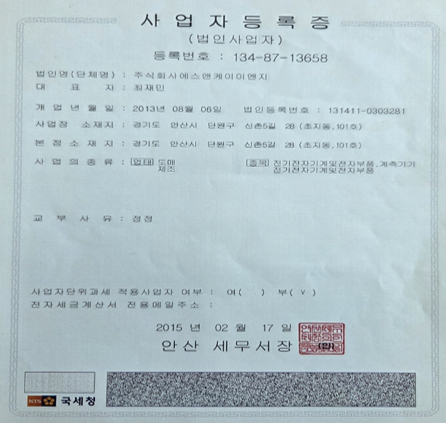 사업자등록증
(법인사업자)
등록번호 : 134-87-13658
법인명(단체명) : 주식회사에스앤케이이엔지
대 표 자 : 최재민
개 업 년 월 일 : 2013년 08월 06일 법인등록번호 : 131411-0303281
사업장 소재지 : 경기도 안산시 단원구 신촌5길 28 (초지동,101호)
본점소재지 : 경기도 안산시 단원구 신촌5길 28 (초지동,101호)
사업의종류 : 업태 도매 종목 전기전자기계및전자부품,계측기기
제조 전기전자기계및전자부품
교부사유 : 정정
사업자단위과세 적용사업자 여부 : 여( ) 부(v)
전자세금계산서 전용메일주소 :
2015 년 02 월 17 일
안산 세무서장
NTS 국세청